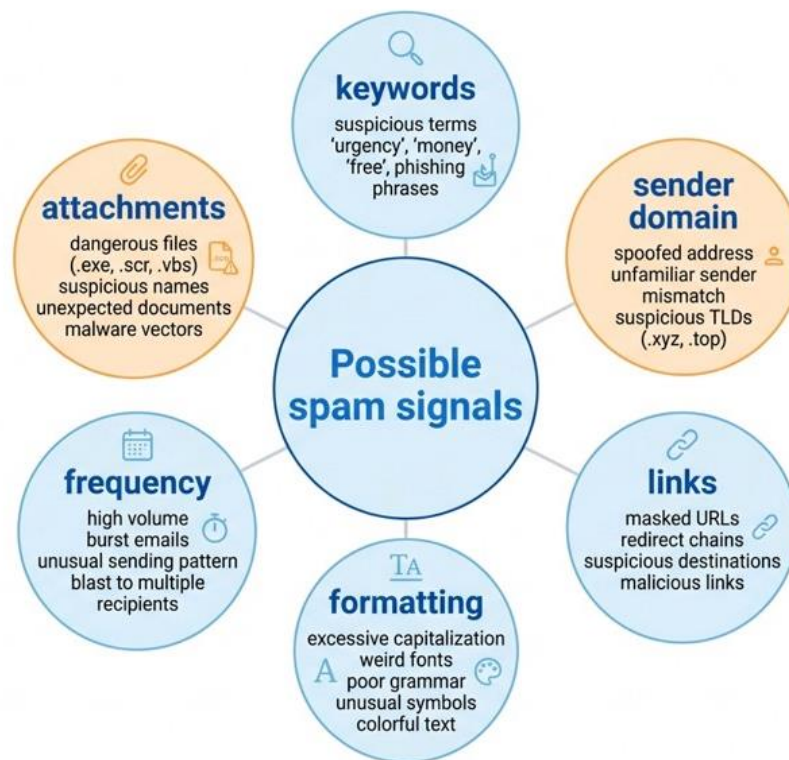 keywords
suspicious terms
'urgency', 'money',
'free', phishing
phrases
attachments
dangerous files
(.exe, .scr, .vbs)
suspicious names
unexpected documents
malware vectors
sender
domain
spoofed address
unfamiliar sender
mismatch
suspicious TLDs
(.xyz, .top)
Possible
spam signals
frequency
high volume
burst emails
unusual sending pattern
blast to multiple
recipients
links
masked URLs
redirect chains
suspicious destinations
malicious links
TA
formatting
excessive capitalization
weird fonts
A
poor grammar
unusual symbols
colorful text